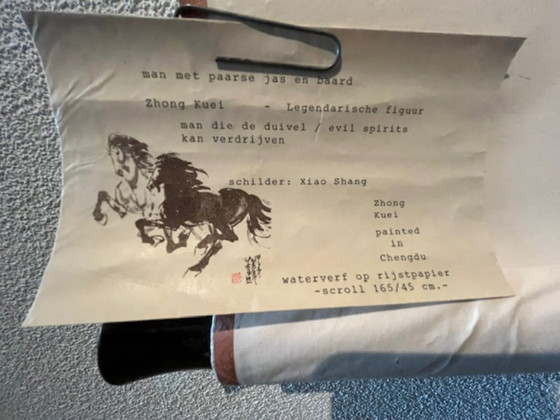 man met paarse jas en baard
Zhong Kuei - Legendarische figuur
man die de duivel / evil spirits
kan verdrijven
schilder: Xiao Shang
Zhong
Kuei
painted
in
Chengdu
waterverf op rijstpapier
-scroll 165/45 cm.-